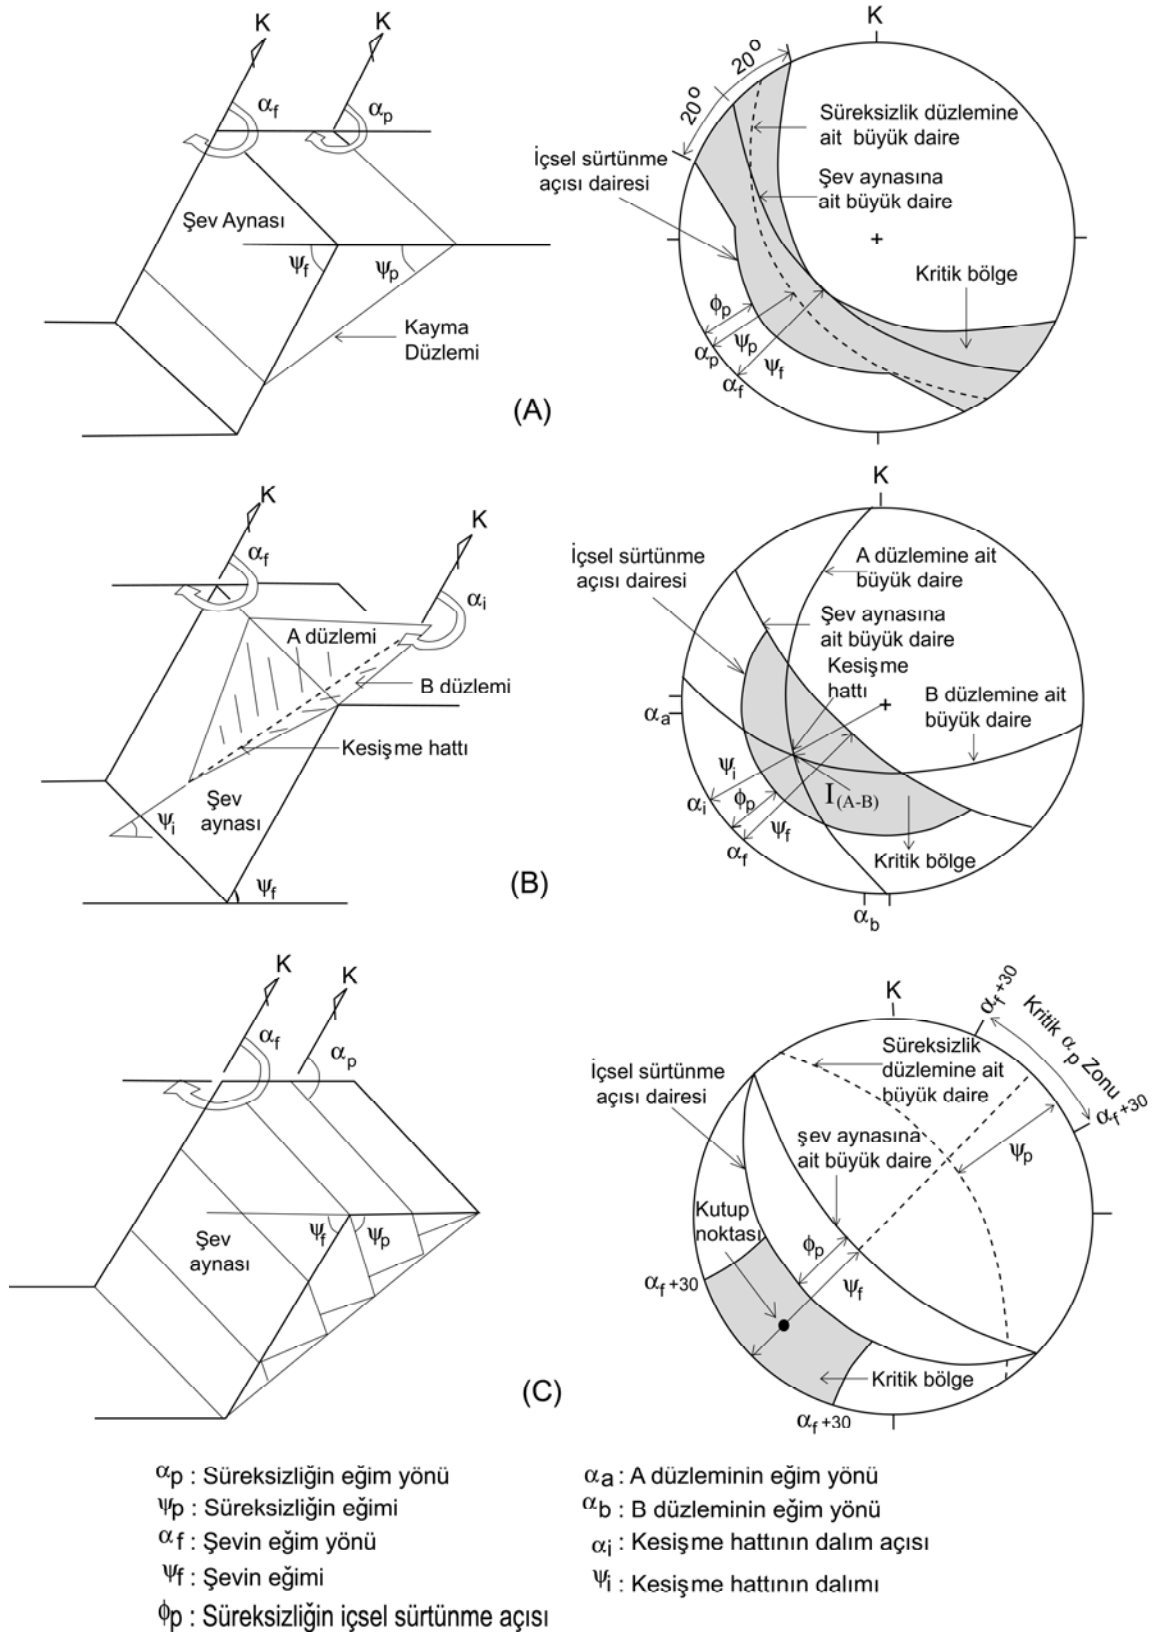 K
K
αf
αp
Şev Aynası
ψf
ψp
Kayma
Düzlemi
K
20°
20°
İçsel sürtünme
açısı dairesi
Süreksizlik düzlemine
ait büyük daire
Şev aynasına
ait büyük daire
Kritik bölge
ϕp
αp
ψp
αf
ψf
(A)
K
K
αf
αi
A düzlemi
B düzlemi
Kesişme hattı
Şev
aynası
ψi
ψf
K
İçsel sürtünme
açısı dairesi
A düzlemine ait
büyük daire
Şev aynasına
ait büyük daire
Kesişme
hattı
B düzlemine ait
büyük daire
αa
ψi
αi
ϕp
I(A-B)
ψf
αf
Kritik bölge
αb
(B)
K
K
αf
αp
Şev
aynası
ψf
ψp
K
αf+30
Kritik αp Zonu
αf+30
İçsel sürtünme
açısı dairesi
Süreksizlik
düzlemine ait
büyük daire
şev aynasına
ait büyük daire
ψp
Kutup
noktası
ϕp
ψf
αf+30
Kritik bölge
αf+30
(C)
αp : Süreksizliğin eğim yönü
ψp : Süreksizliğin eğimi
αf : Şevin eğim yönü
ψf : Şevin eğimi
ϕp : Süreksizliğin içsel sürtünme açısı
αa : A düzleminin eğim yönü
αb : B düzleminin eğim yönü
αi : Kesişme hattının dalım açısı
ψi : Kesişme hattının dalımı